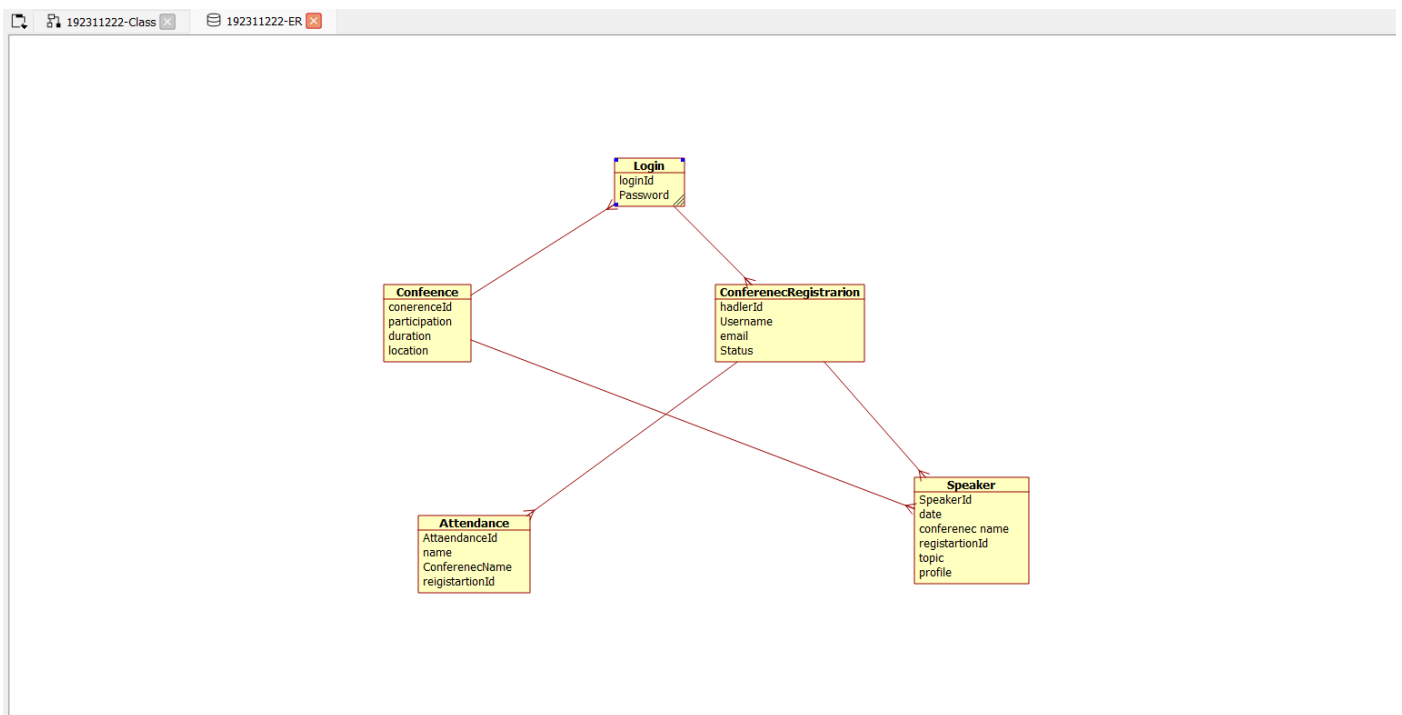 192311222-Class
192311222-ER
Login
loginId
Password
Confeence
conerenceId
participation
duration
location
ConferenecRegistrarion
hadlerId
Username
email
Status
Attendance
AttaendanceId
name
ConferenecName
reigistartionId
Speaker
SpeakerId
date
conferenec name
registartionId
topic
profile